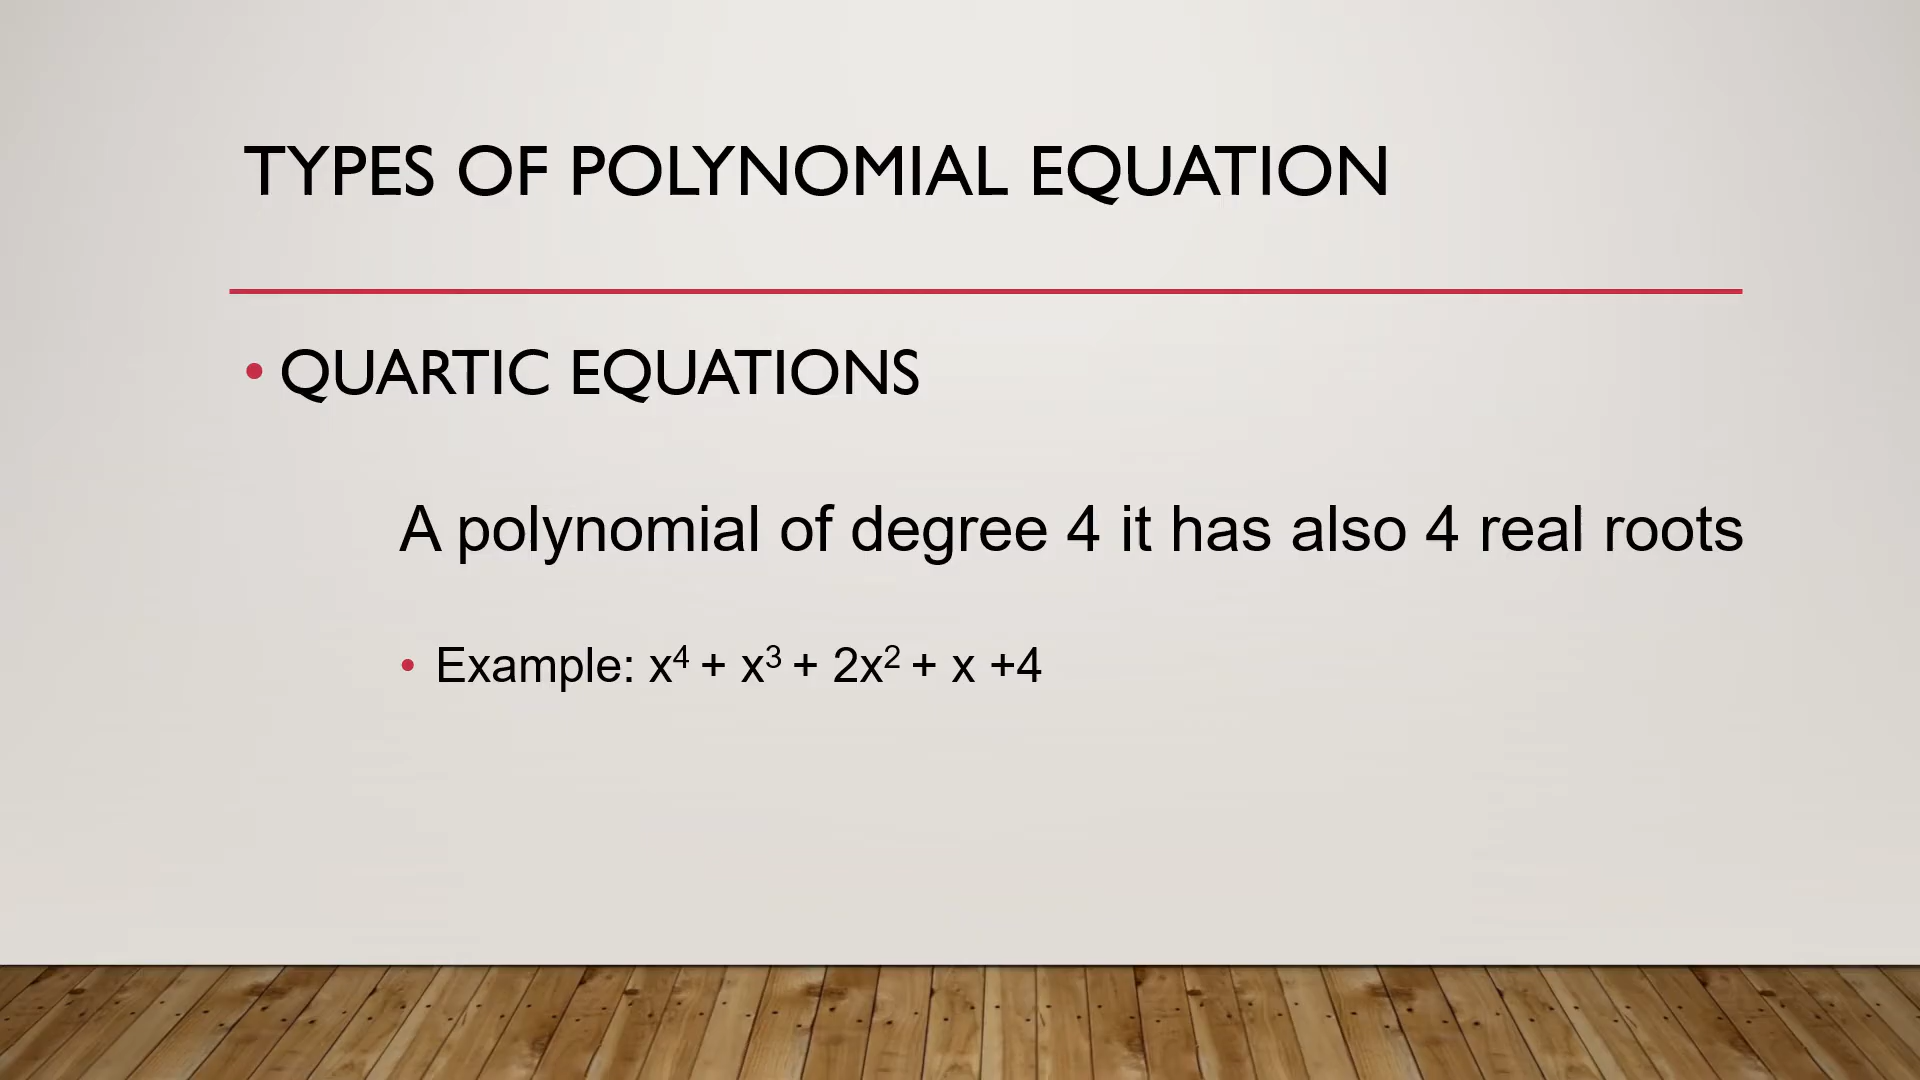 TYPES OF POLYNOMIAL EQUATION
• QUARTIC EQUATIONS
A polynomial of degree 4 it has also 4 real roots
• Example: x⁴ + x³ + 2x² + x +4